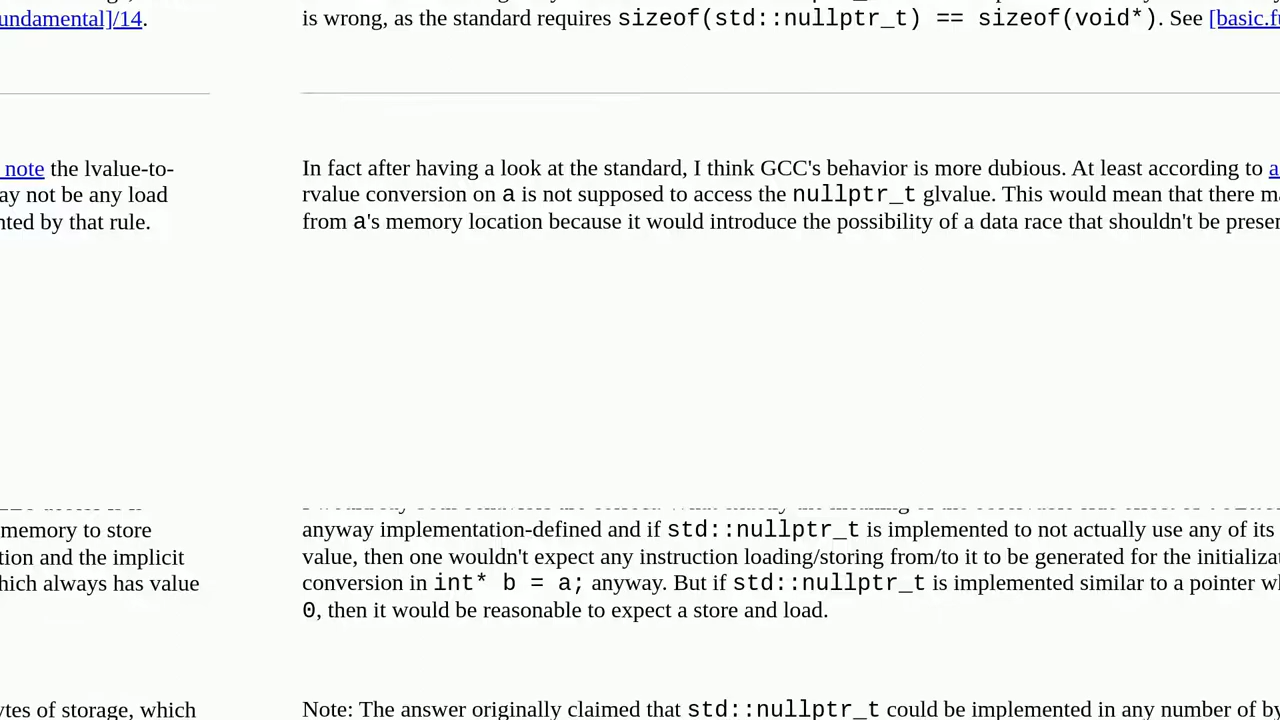 undamental]/14.
note the lvalue-to-
ay not be any load
nted by that rule.
memory to store
tion and the implicit
hich always has value
ytes of storage, which
is wrong, as the standard requires sizeof(std::nullptr_t) == sizeof(void*). See [basic.fu
In fact after having a look at the standard, I think GCC's behavior is more dubious. At least according to a
rvalue conversion on a is not supposed to access the nullptr_t glvalue. This would mean that there m
from a's memory location because it would introduce the possibility of a data race that shouldn't be preser
anyway implementation-defined and if std::nullptr_t is implemented to not actually use any of its
value, then one wouldn't expect any instruction loading/storing from/to it to be generated for the initializa
conversion in int* b = a; anyway. But if std::nullptr_t is implemented similar to a pointer wh
0, then it would be reasonable to expect a store and load.
Note: The answer originally claimed that std::nullptr_t could be implemented in any number of by